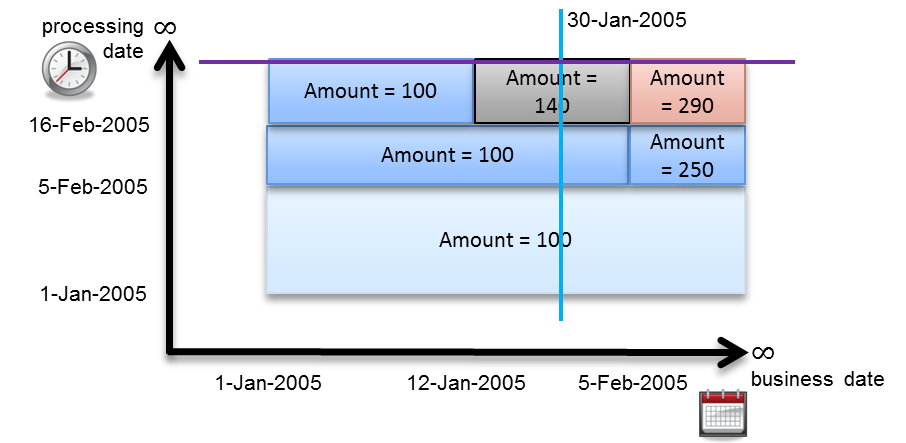 processing ∞
date
30-Jan-2005
Amount = 100
Amount =
140
Amount
= 290
16-Feb-2005
Amount = 100
Amount
= 250
5-Feb-2005
Amount = 100
1-Jan-2005
∞
1-Jan-2005
12-Jan-2005
5-Feb-2005
business date